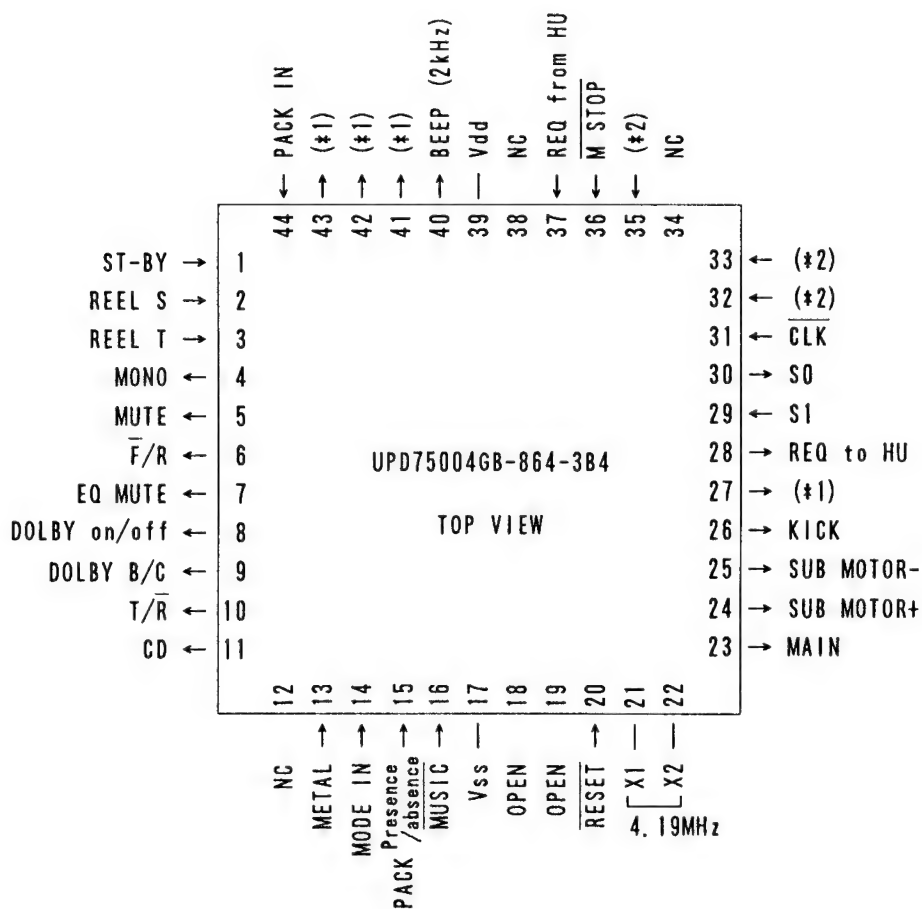 PACK IN
(*1)
(*1)
(*1)
BEEP (2kHz)
Vdd
NC
REQ from HU
M STOP
(*2)
NC
44 43 42 41 40 39 38 37 36 35 34
ST-BY → 1
REEL S → 2
REEL T → 3
MONO ← 4
MUTE ← 5
F̅/R ← 6
EQ MUTE ← 7
DOLBY on/off ← 8
DOLBY B/C ← 9
T/R̅ ← 10
CD ← 11
UPD75004GB-864-3B4
TOP VIEW
33 ← (*2)
32 ← (*2)
31 ← C̅L̅K̅
30 → S0
29 ← S1
28 → REQ to HU
27 → (*1)
26 → KICK
25 → SUB MOTOR-
24 → SUB MOTOR+
23 → MAIN
12 13 14 15 16 17 18 19 20 21 22
NC
METAL
MODE IN
PACK Presence
/absence
MUSIC
Vss
OPEN
OPEN
RESET
X1
X2
4.19MHz